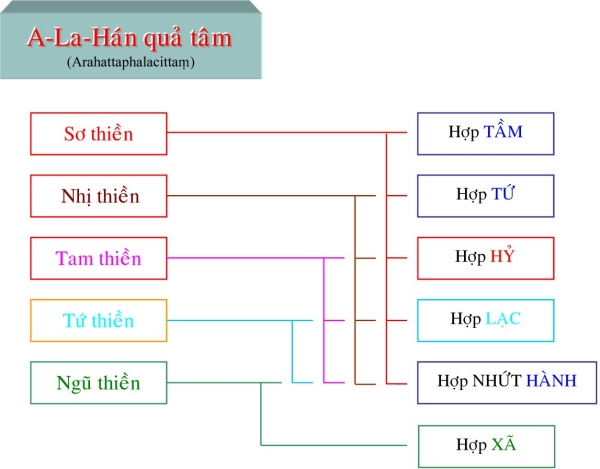 A-La-Hán quả tâm
(Arahattaphalacittaṃ)
Sơ thiền
Hợp TẦM
Nhị thiền
Hợp TỨ
Tam thiền
Hợp HỶ
Tứ thiền
Hợp LẠC
Ngũ thiền
Hợp NHỨT HÀNH
Hợp XÃ